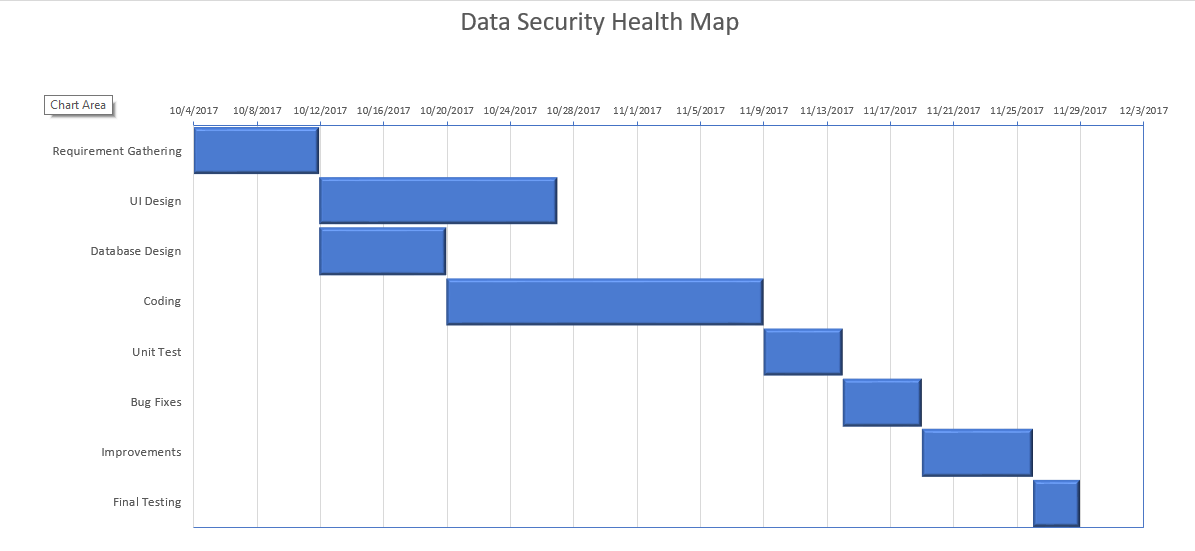 Data Security Health Map
Chart Area
10/4/2017 10/8/2017 10/12/2017 10/16/2017 10/20/2017 10/24/2017 10/28/2017 11/1/2017 11/5/2017 11/9/2017 11/13/2017 11/17/2017 11/21/2017 11/25/2017 11/29/2017 12/3/2017
Requirement Gathering
UI Design
Database Design
Coding
Unit Test
Bug Fixes
Improvements
Final Testing